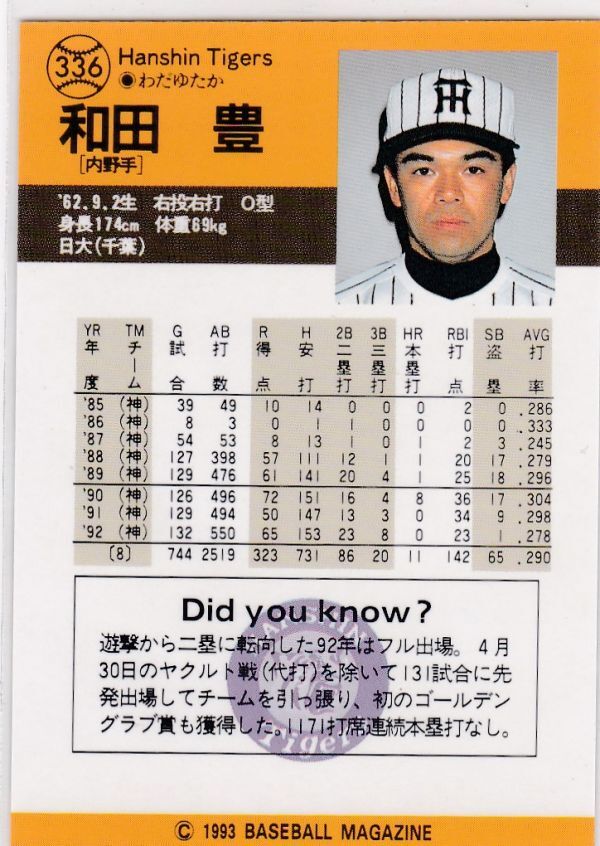 336
Hanshin Tigers
●わだゆたか
和田 豊
[内野手]
TH
'62.9.2生 右投右打 O型
身長174cm 体重69kg
日大(千葉)
YR TM G AB R H 2B 3B HR RBI SB AVG
年度 チーム 試合 打数 得点 安打 二塁打 三塁打 本塁打 打点 盗塁 打率
'85 (神) 39 49 10 14 0 0 0 2 0 .286
'86 (神) 8 3 0 1 1 0 0 0 0 .333
'87 (神) 54 53 8 13 1 0 1 2 3 .245
'88 (神) 127 398 57 111 12 1 1 20 17 .279
'89 (神) 129 476 61 141 20 4 1 25 18 .296
'90 (神) 126 496 72 151 16 4 8 36 17 .304
'91 (神) 129 494 50 147 13 3 0 34 9 .298
'92 (神) 132 550 65 153 23 8 0 23 1 .278
〔8〕 744 2519 323 731 86 20 11 142 65 .290
Did you know?
遊撃から二塁に転向した92年はフル出場。4月
30日のヤクルト戦(代打)を除いて131試合に先
発出場してチームを引っ張り、初のゴールデン
グラブ賞も獲得した。1171打席連続本塁打なし。
© 1993 BASEBALL MAGAZINE